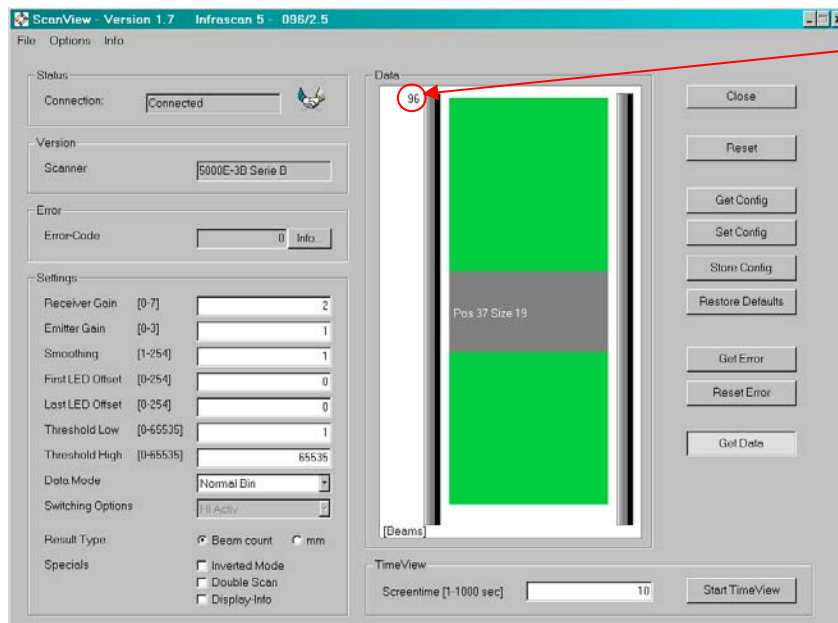 ScanView - Version 1.7 Infrascan 5 - 096/2.5
File Options Info
Status
Connection: Connected
Version
Scanner 5000E-3B Serie B
Error
Error-Code 0 Info...
Settings
Receiver Gain [0-7] 2
Emitter Gain [0-3] 1
Smoothing [1-254] 1
First LED Offset [0-254] 0
Last LED Offset [0-254] 0
Threshold Low [0-65535] 1
Threshold High [0-65535] 65535
Data Mode Normal Bin
Switching Options Hi Activ
Result Type Beam count mm
Specials Inverted Mode
Double Scan
Display-Info
Data
96
Pos 37 Size 19
[Beams]
Close
Reset
Get Config
Set Config
Store Config
Restore Defaults
Get Error
Reset Error
Get Data
TimeView
Screentime [1-1000 sec] 10 Start TimeView